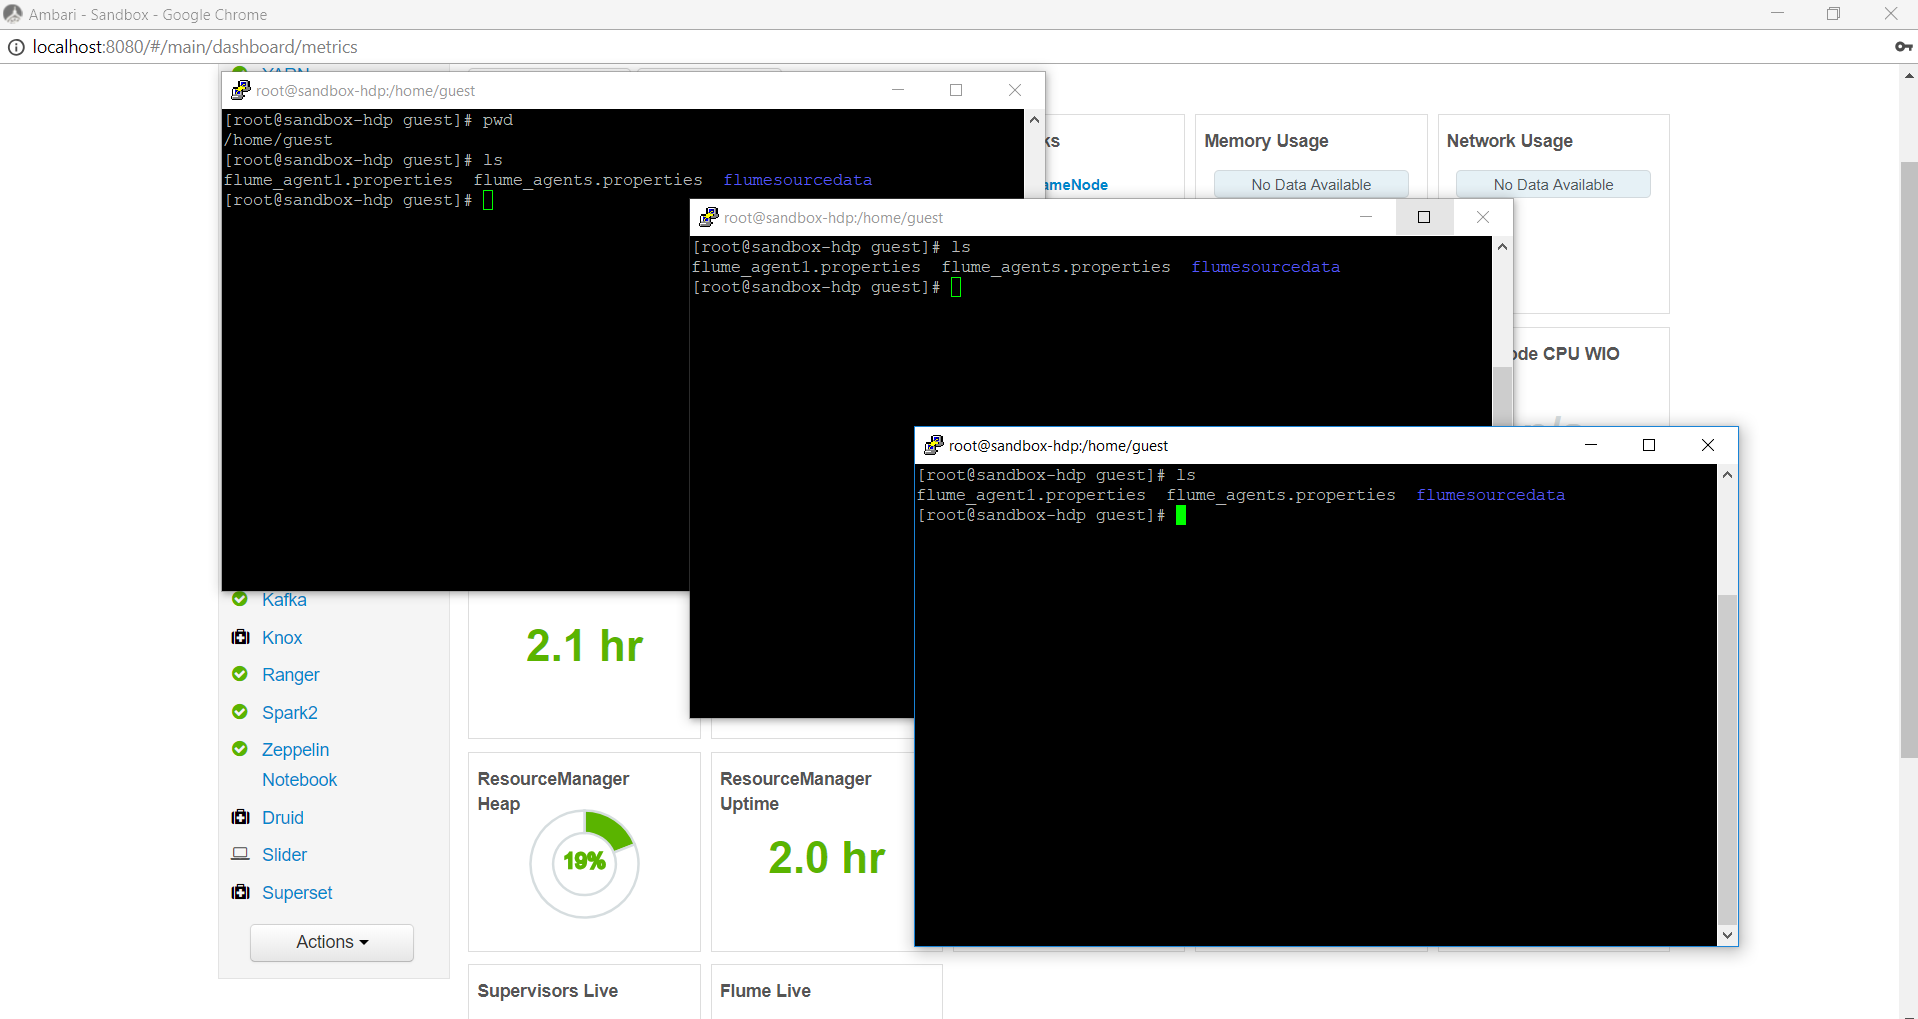 Ambari - Sandbox - Google Chrome
localhost:8080/#/main/dashboard/metrics
YARN
root@sandbox-hdp:/home/guest
[root@sandbox-hdp guest]# pwd
/home/guest
[root@sandbox-hdp guest]# ls
flume_agent1.properties  flume_agents.properties  flumesourcedata
[root@sandbox-hdp guest]#
ks
ameNode
Memory Usage
No Data Available
Network Usage
No Data Available
root@sandbox-hdp:/home/guest
[root@sandbox-hdp guest]# ls
flume_agent1.properties  flume_agents.properties  flumesourcedata
[root@sandbox-hdp guest]#
ode CPU WIO
root@sandbox-hdp:/home/guest
[root@sandbox-hdp guest]# ls
flume_agent1.properties  flume_agents.properties  flumesourcedata
[root@sandbox-hdp guest]#
Kafka
Knox
Ranger
Spark2
Zeppelin
Notebook
Druid
Slider
Superset
Actions
2.1 hr
ResourceManager
Heap
19%
ResourceManager
Uptime
2.0 hr
Supervisors Live
Flume Live